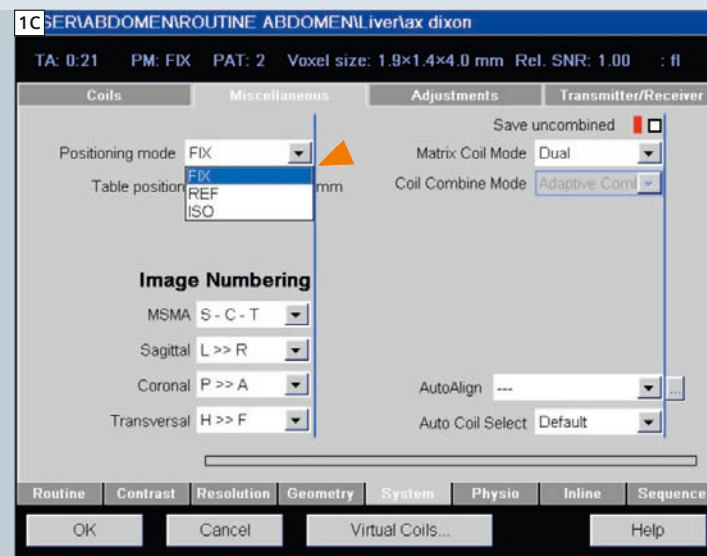 1C SER\ABDOMEN\ROUTINE ABDOMEN\Liver\ax dixon
TA: 0:21 PM: FIX PAT: 2 Voxel size: 1.9×1.4×4.0 mm Rel. SNR: 1.00 : fl
Coils Miscellaneous Adjustments Transmitter/Receiver
Save uncombined
Positioning mode FIX Matrix Coil Mode Dual
FIX
Table position mm Coil Combine Mode Adaptive Coml
REF
ISO
Image Numbering
MSMA S - C - T
Sagittal L >> R
Coronal P >> A AutoAlign ---
Transversal H >> F Auto Coil Select Default
Routine Contrast Resolution Geometry System Physio Inline Sequence
OK Cancel Virtual Coils... Help